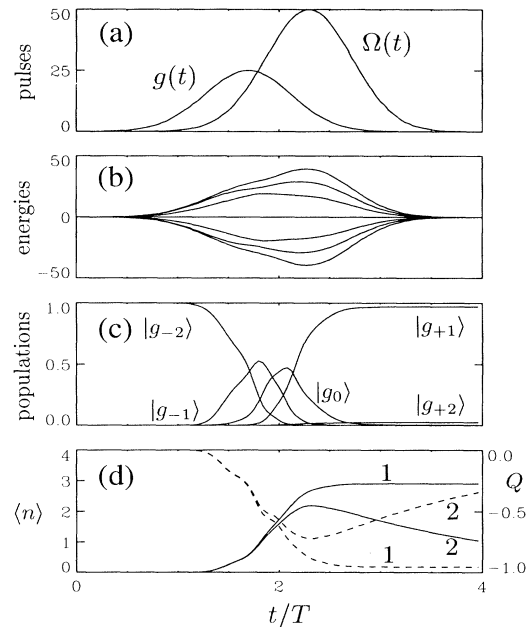 50
(a)
g(t)
Ω(t)
pulses
25
0
50
(b)
energies
0
−50
1.0
(c)
|g₋₂⟩
|g₊₁⟩
populations
0.5
|g₋₁⟩
|g₀⟩
|g₊₂⟩
0.0
4
(d)
0.0
3
1
Q
⟨n⟩
2
2
−0.5
1
2
1
0
−1.0
0
2
4
t/T